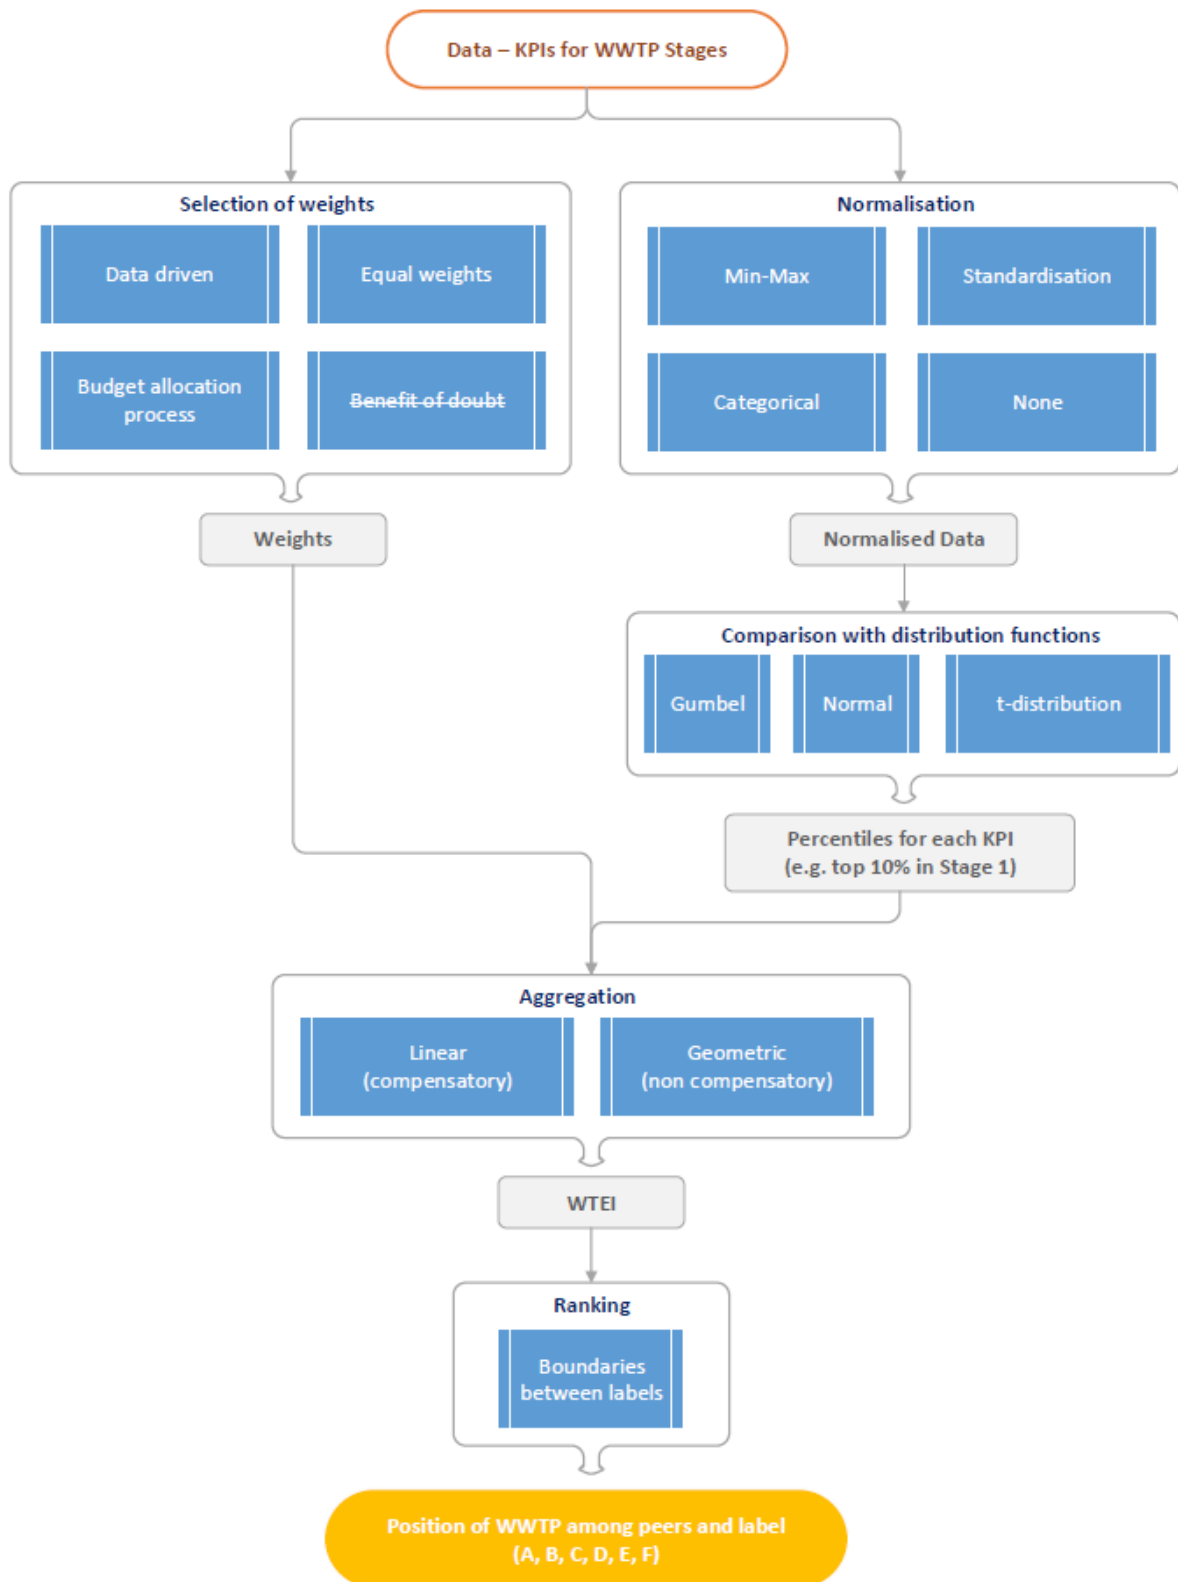 Data – KPIs for WWTP Stages
Selection of weights
Data driven
Equal weights
Budget allocation
process
Benefit of doubt
Weights
Normalisation
Min-Max
Standardisation
Categorical
None
Normalised Data
Comparison with distribution functions
Gumbel
Normal
t-distribution
Percentiles for each KPI
(e.g. top 10% in Stage 1)
Aggregation
Linear
(compensatory)
Geometric
(non compensatory)
WTEI
Ranking
Boundaries
between labels
Position of WWTP among peers and label
(A, B, C, D, E, F)